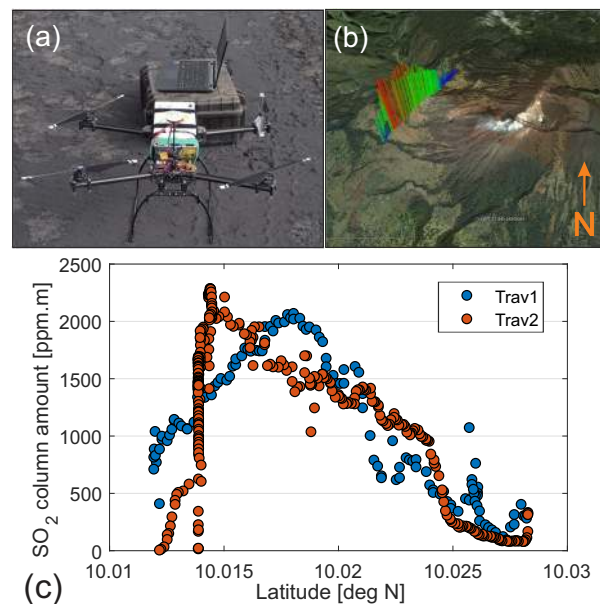 (a)
(b)
N
(c)
SO₂ column amount [ppm.m]
2500
2000
1500
1000
500
0
Trav1
Trav2
10.01
10.015
10.02
10.025
10.03
Latitude [deg N]